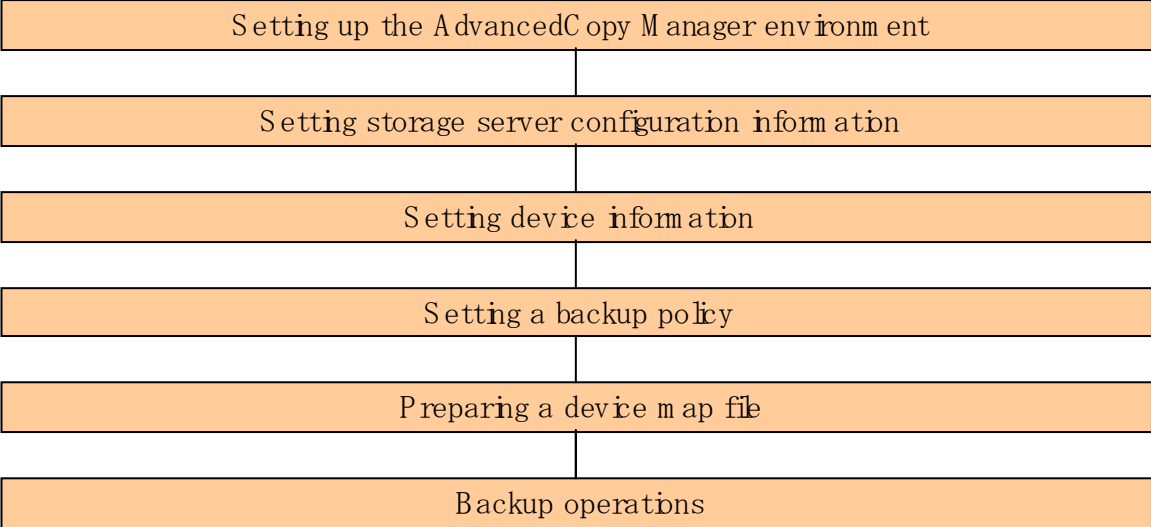 Setting up the AdvancedCopy Manager environment
Setting storage server configuration information
Setting device information
Setting a backup policy
Preparing a device map file
Backup operations